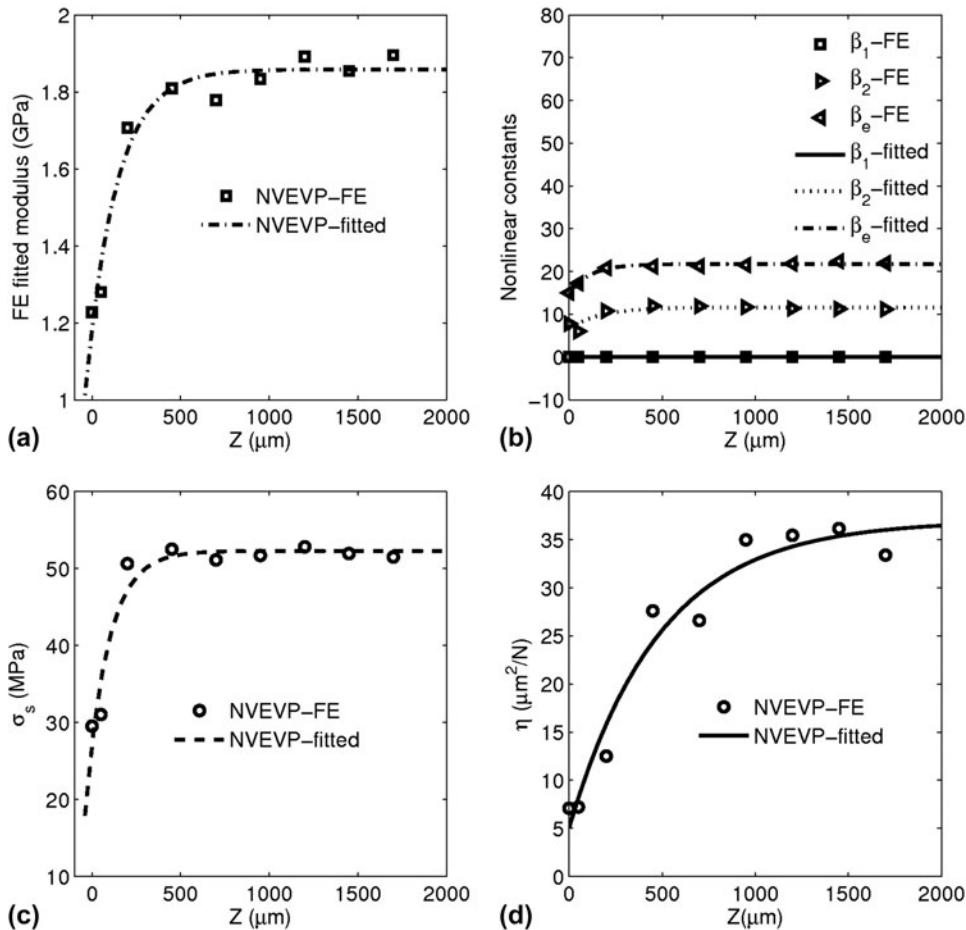 2
1.8
1.6
1.4
1.2
1
FE fitted modulus (GPa)
NVEVP-FE
NVEVP-fitted
0 500 1000 1500 2000
Z (μm)
(a)
80
70
60
50
40
30
20
10
0
-10
Nonlinear constants
β1-FE
β2-FE
βe-FE
β1-fitted
β2-fitted
βe-fitted
0 500 1000 1500 2000
Z (μm)
(b)
60
50
40
30
20
10
σs (MPa)
NVEVP-FE
NVEVP-fitted
0 500 1000 1500 2000
Z (μm)
(c)
40
35
30
25
20
15
10
5
0
η (μm²/N)
NVEVP-FE
NVEVP-fitted
0 500 1000 1500 2000
Z(μm)
(d)